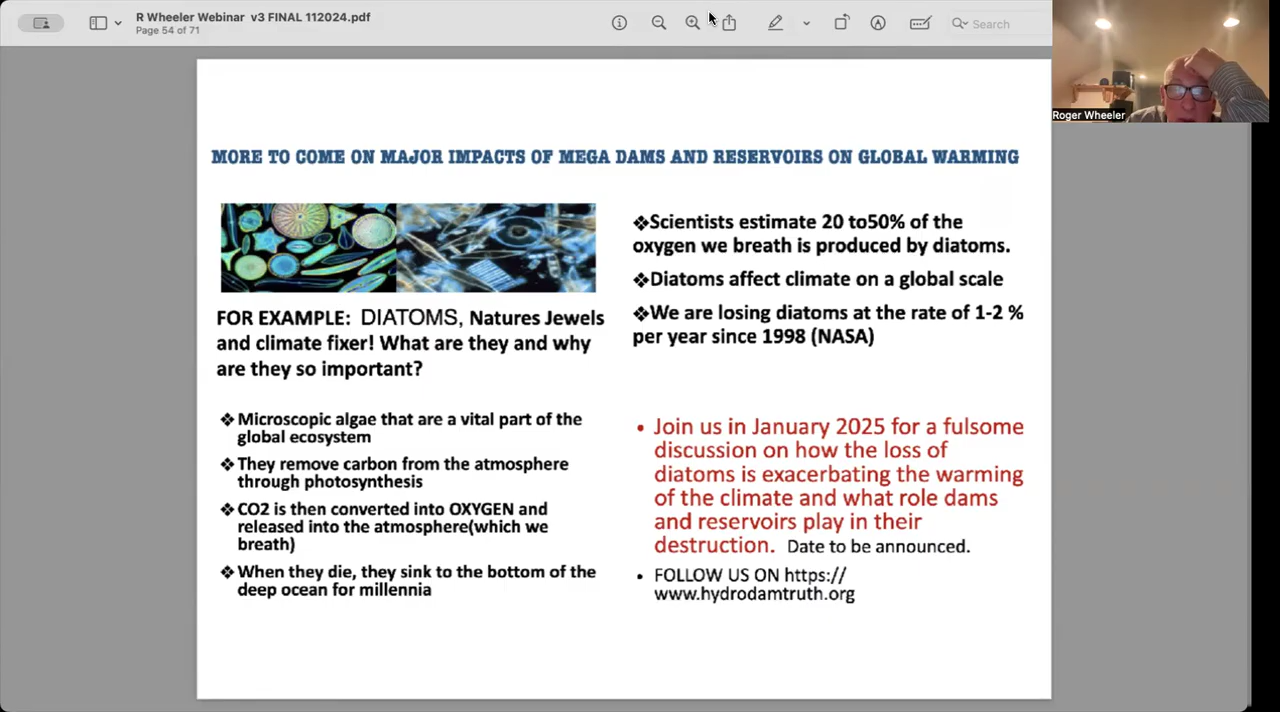 R Wheeler Webinar v3 FINAL 112024.pdf
Page 54 of 71
Search
Roger Wheeler
MORE TO COME ON MAJOR IMPACTS OF MEGA DAMS AND RESERVOIRS ON GLOBAL WARMING
FOR EXAMPLE: DIATOMS, Natures Jewels
and climate fixer! What are they and why
are they so important?
❖Microscopic algae that are a vital part of the
global ecosystem
❖They remove carbon from the atmosphere
through photosynthesis
❖CO2 is then converted into OXYGEN and
released into the atmosphere(which we
breath)
❖When they die, they sink to the bottom of the
deep ocean for millennia
❖Scientists estimate 20 to50% of the
oxygen we breath is produced by diatoms.
❖Diatoms affect climate on a global scale
❖We are losing diatoms at the rate of 1-2 %
per year since 1998 (NASA)
• Join us in January 2025 for a fulsome
discussion on how the loss of
diatoms is exacerbating the warming
of the climate and what role dams
and reservoirs play in their
destruction. Date to be announced.
• FOLLOW US ON https://
www.hydrodamtruth.org